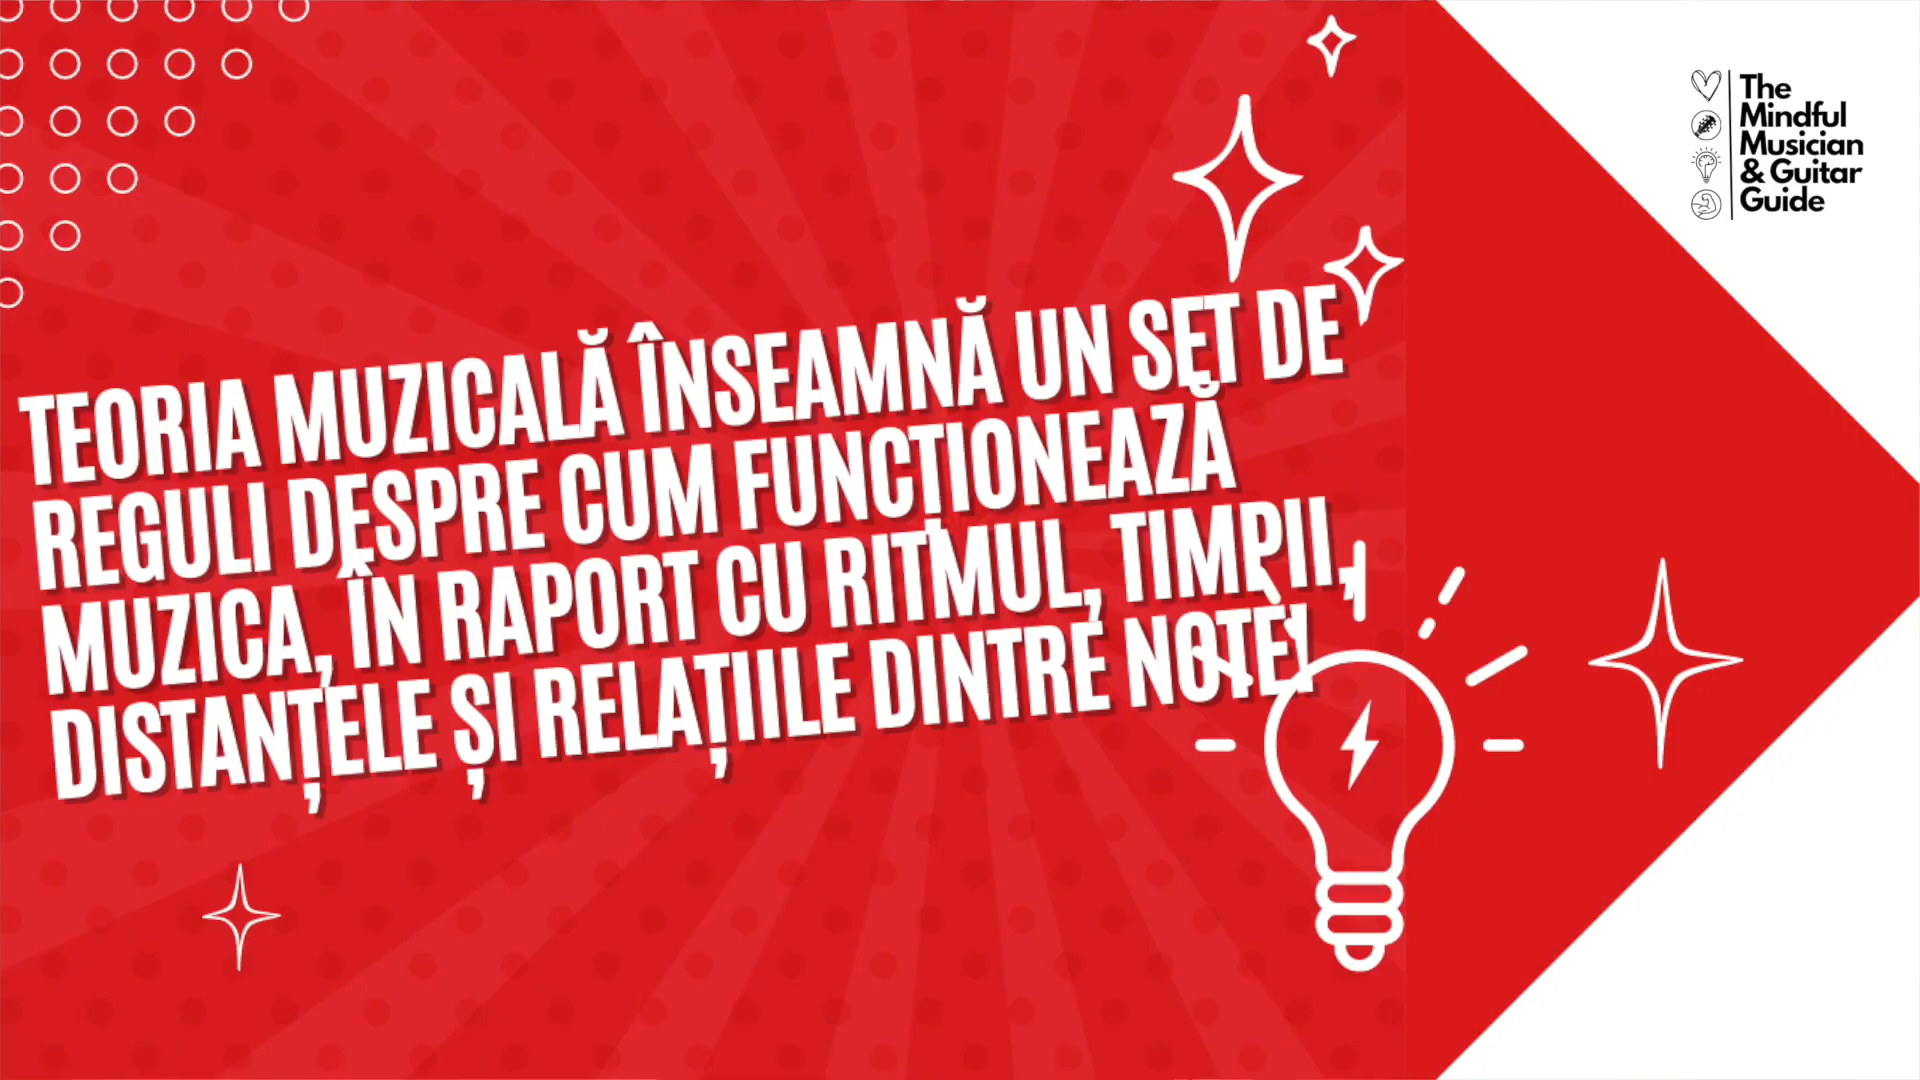 TEORIA MUZICALĂ ÎNSEAMNĂ UN SET DE
REGULI DESPRE CUM FUNCȚIONEAZĂ
MUZICA, ÎN RAPORT CU RITMUL, TIMPII,
DISTANȚELE ȘI RELAȚIILE DINTRE NOTE!
The
Mindful
Musician
& Guitar
Guide